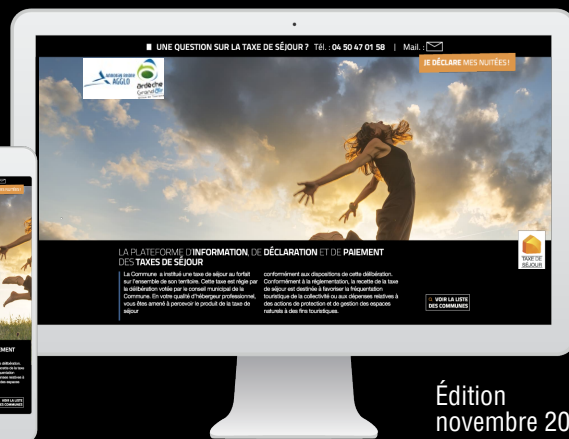 UNE QUESTION SUR LA TAXE DE SÉJOUR ? Tél. : 04 50 47 01 58 | Mail. :
JE DÉCLARE MES NUITÉES !
AGGLO
Ardèche
Grand Air
LA PLATEFORME D'INFORMATION, DE DÉCLARATION ET DE PAIEMENT
DES TAXES DE SÉJOUR
La Commune a institué une taxe de séjour au forfait
sur l'ensemble de son territoire. Cette taxe est régie par
la délibération votée par le conseil municipal de la
Commune. En votre qualité d'hébergeur professionnel,
vous êtes amené à percevoir le produit de la taxe de
séjour
conformément aux dispositions de cette délibération.
Conformément à la réglementation, la recette de la taxe
de séjour est destinée à favoriser la fréquentation
touristique de la collectivité ou aux dépenses relatives à
des actions de protection et de gestion des espaces
naturels à des fins touristiques.
TAXE DE
SÉJOUR
VOIR LA LISTE
DES COMMUNES
Édition
novembre 20